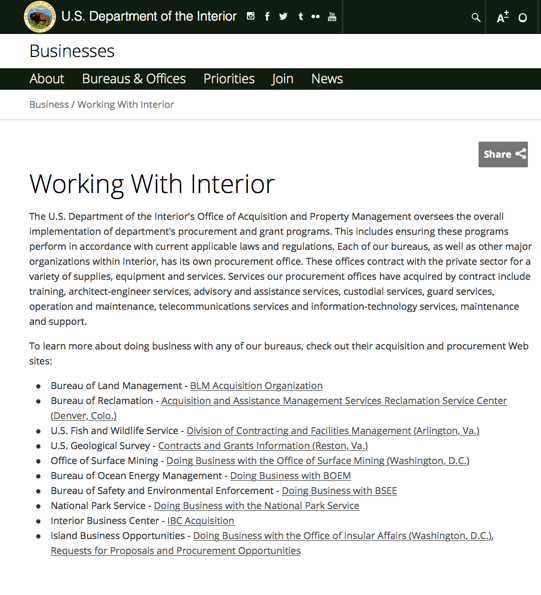 U.S. Department of the Interior
Businesses
About Bureaus & Offices Priorities Join News
Business / Working With Interior
Share
Working With Interior
The U.S. Department of the Interior's Office of Acquisition and Property Management oversees the overall
implementation of department's procurement and grant programs. This includes ensuring these programs
perform in accordance with current applicable laws and regulations. Each of our bureaus, as well as other major
organizations within Interior, has its own procurement office. These offices contract with the private sector for a
variety of supplies, equipment and services. Services our procurement offices have acquired by contract include
training, architect-engineer services, advisory and assistance services, custodial services, guard services,
operation and maintenance, telecommunications services and information-technology services, maintenance
and support.
To learn more about doing business with any of our bureaus, check out their acquisition and procurement Web
sites:
• Bureau of Land Management - BLM Acquisition Organization
• Bureau of Reclamation - Acquisition and Assistance Management Services Reclamation Service Center
(Denver, Colo.)
• U.S. Fish and Wildlife Service - Division of Contracting and Facilities Management (Arlington, Va.)
• U.S. Geological Survey - Contracts and Grants Information (Reston, Va.)
• Office of Surface Mining - Doing Business with the Office of Surface Mining (Washington, D.C.)
• Bureau of Ocean Energy Management - Doing Business with BOEM
• Bureau of Safety and Environmental Enforcement - Doing Business with BSEE
• National Park Service - Doing Business with the National Park Service
• Interior Business Center - IBC Acquisition
• Island Business Opportunities - Doing Business with the Office of Insular Affairs (Washington, D.C.),
Requests for Proposals and Procurement Opportunities